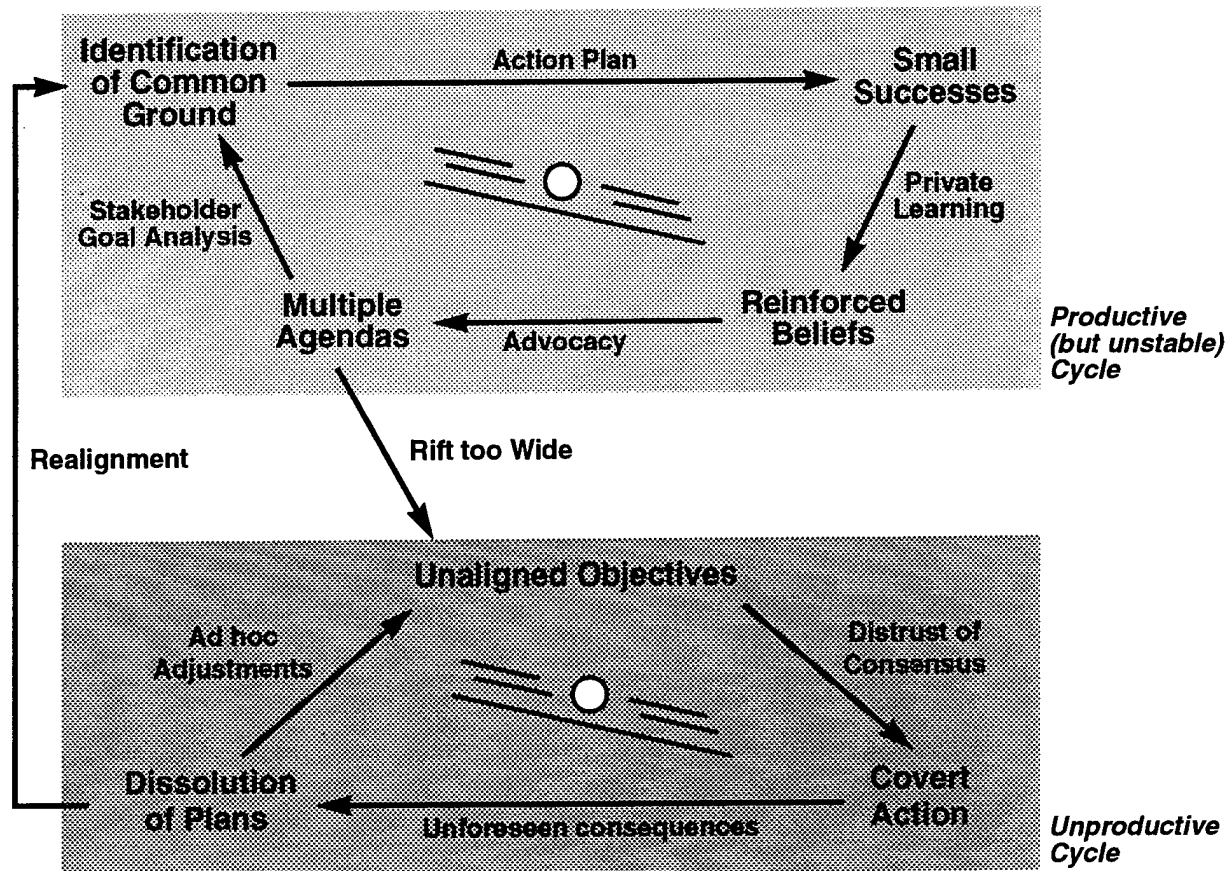 Identification
of Common
Ground
Action Plan
Small
Successes
Private
Learning
Stakeholder
Goal Analysis
Multiple
Agendas
Advocacy
Reinforced
Beliefs
Productive
(but unstable)
Cycle
Realignment
Rift too Wide
Unaligned Objectives
Ad hoc
Adjustments
Distrust of
Consensus
Dissolution
of Plans
Unforeseen consequences
Covert
Action
Unproductive
Cycle